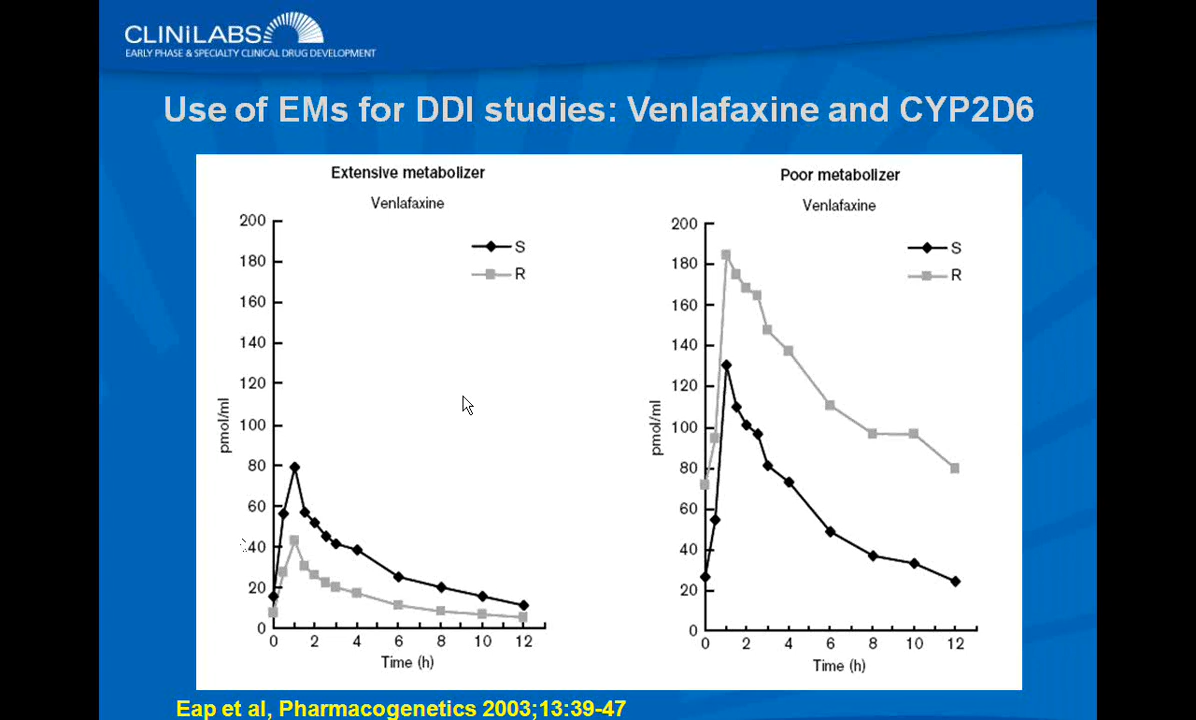 CLINILABS
EARLY PHASE & SPECIALTY CLINICAL DRUG DEVELOPMENT
Use of EMs for DDI studies: Venlafaxine and CYP2D6
Extensive metabolizer
Venlafaxine
S
R
200
180
160
140
120
100
80
60
40
20
0
pmol/ml
0 2 4 6 8 10 12
Time (h)
Poor metabolizer
Venlafaxine
S
R
200
180
160
140
120
100
80
60
40
20
0
pmol/ml
0 2 4 6 8 10 12
Time (h)
Eap et al, Pharmacogenetics 2003;13:39-47